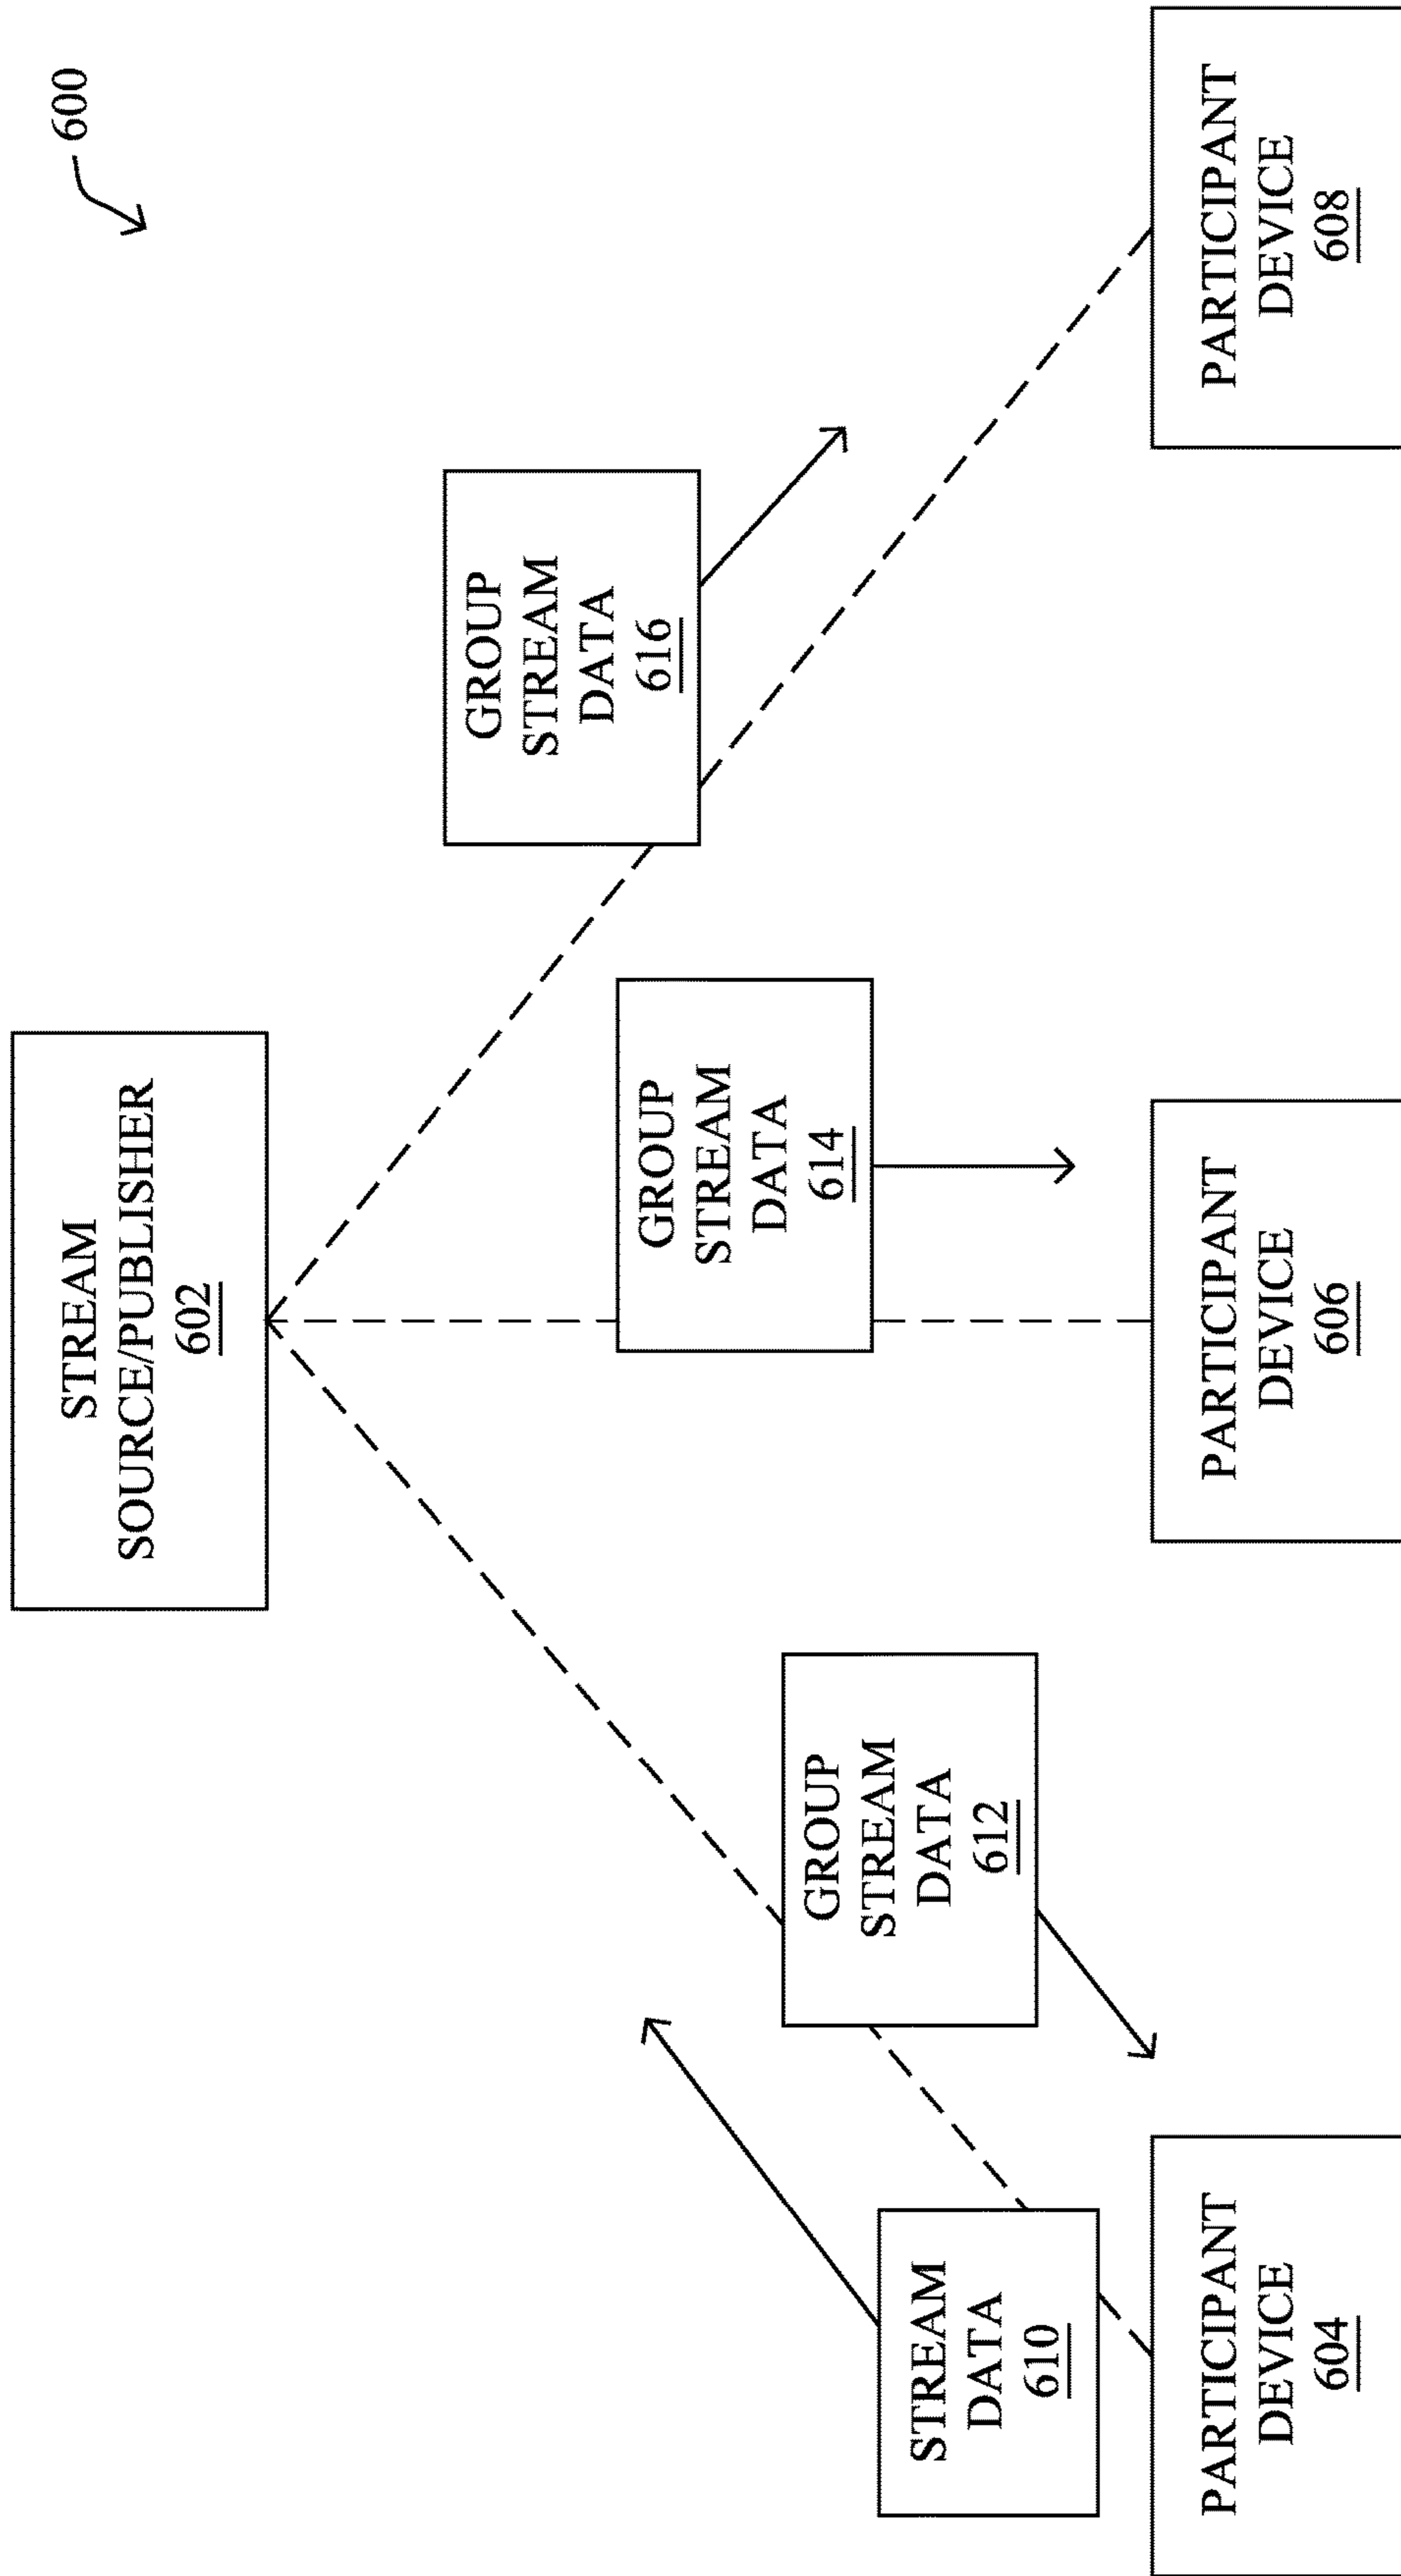 600
STREAM
SOURCE/PUBLISHER
602
GROUP
STREAM
DATA
616
GROUP
STREAM
DATA
614
GROUP
STREAM
DATA
612
STREAM
DATA
610
PARTICIPANT
DEVICE
604
PARTICIPANT
DEVICE
606
PARTICIPANT
DEVICE
608